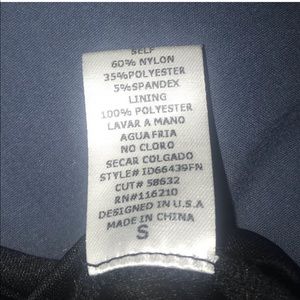 SELF
60% NYLON
35%POLYESTER
5%SPANDEX
LINING
100% POLYESTER
LAVAR A MANO
AGUA FRIA
NO CLORO
SECAR COLGADO
STYLE# ID66439FN
CUT# 58632
RN#116210
DESIGNED IN U.S.A
MADE IN CHINA
S